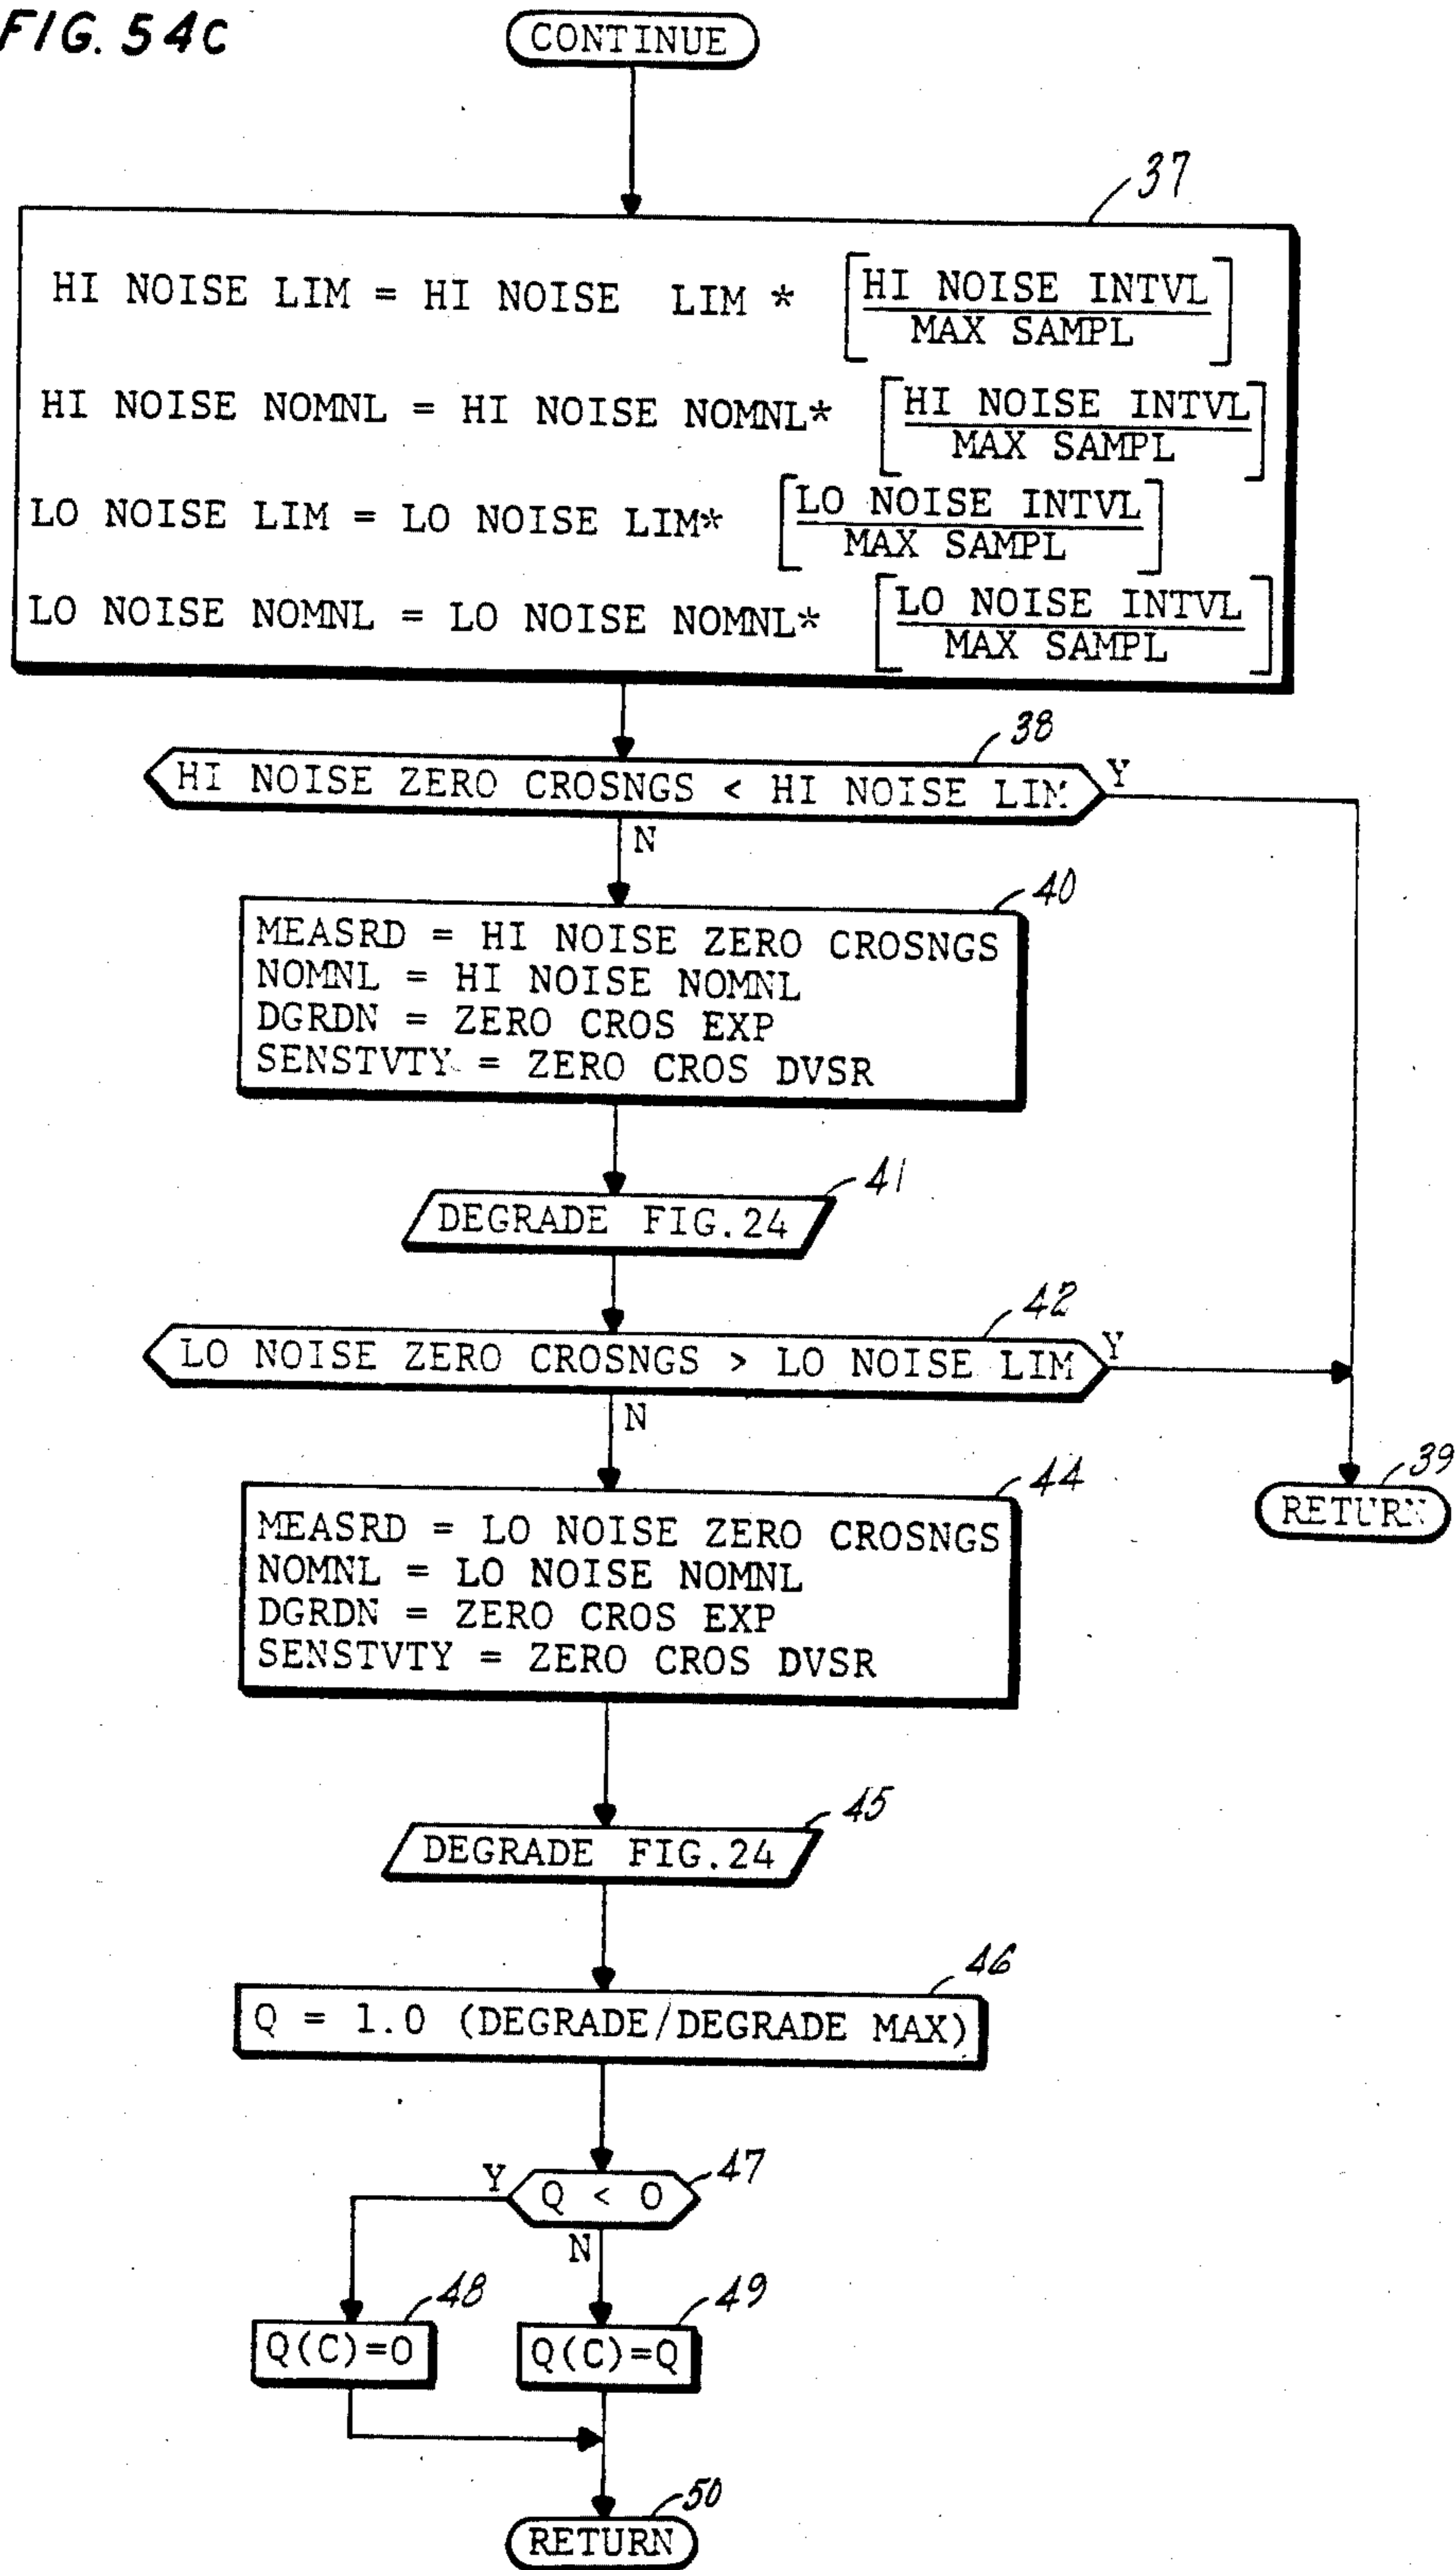 FIG. 54C
CONTINUE
37
HI NOISE LIM = HI NOISE LIM * [HI NOISE INTVL
MAX SAMPL]
HI NOISE NOMNL = HI NOISE NOMNL* [HI NOISE INTVL
MAX SAMPL]
LO NOISE LIM = LO NOISE LIM* [LO NOISE INTVL
MAX SAMPL]
LO NOISE NOMNL = LO NOISE NOMNL* [LO NOISE INTVL
MAX SAMPL]
38
HI NOISE ZERO CROSNGS < HI NOISE LIM
Y
N
40
MEASRD = HI NOISE ZERO CROSNGS
NOMNL = HI NOISE NOMNL
DGRDN = ZERO CROS EXP
SENSTVTY = ZERO CROS DVSR
41
DEGRADE FIG.24
42
LO NOISE ZERO CROSNGS > LO NOISE LIM
Y
N
39
RETURN
44
MEASRD = LO NOISE ZERO CROSNGS
NOMNL = LO NOISE NOMNL
DGRDN = ZERO CROS EXP
SENSTVTY = ZERO CROS DVSR
45
DEGRADE FIG.24
46
Q = 1.0 (DEGRADE/DEGRADE MAX)
47
Y
Q < 0
N
48
Q(C)=0
49
Q(C)=Q
50
RETURN